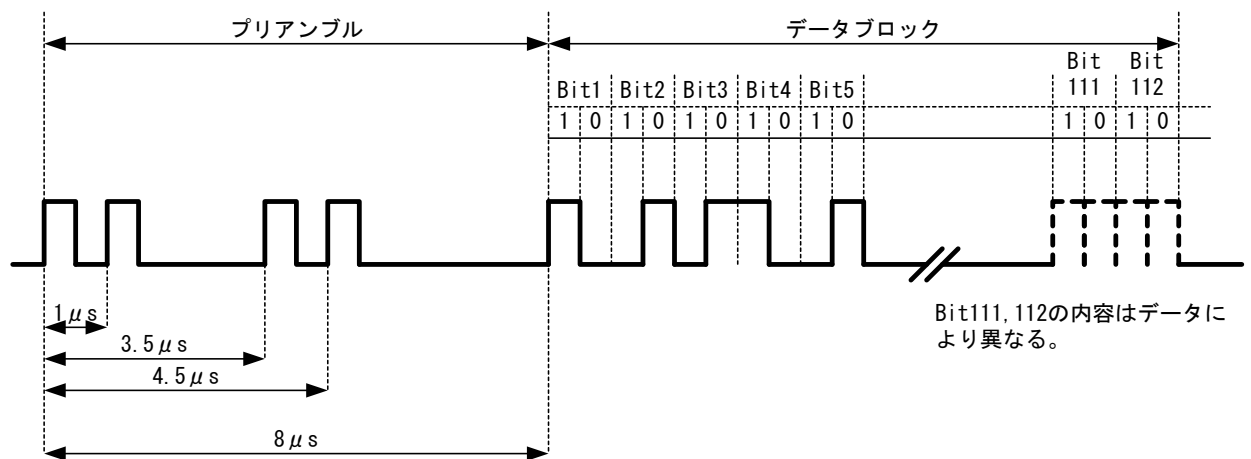 プリアンブル
データブロック
Bit1 Bit2 Bit3 Bit4 Bit5 Bit 111 Bit 112
1 0 1 0 1 0 1 0 1 0 1 0 1 0
1μs
3.5μs
4.5μs
8μs
Bit111,112の内容はデータに
より異なる。